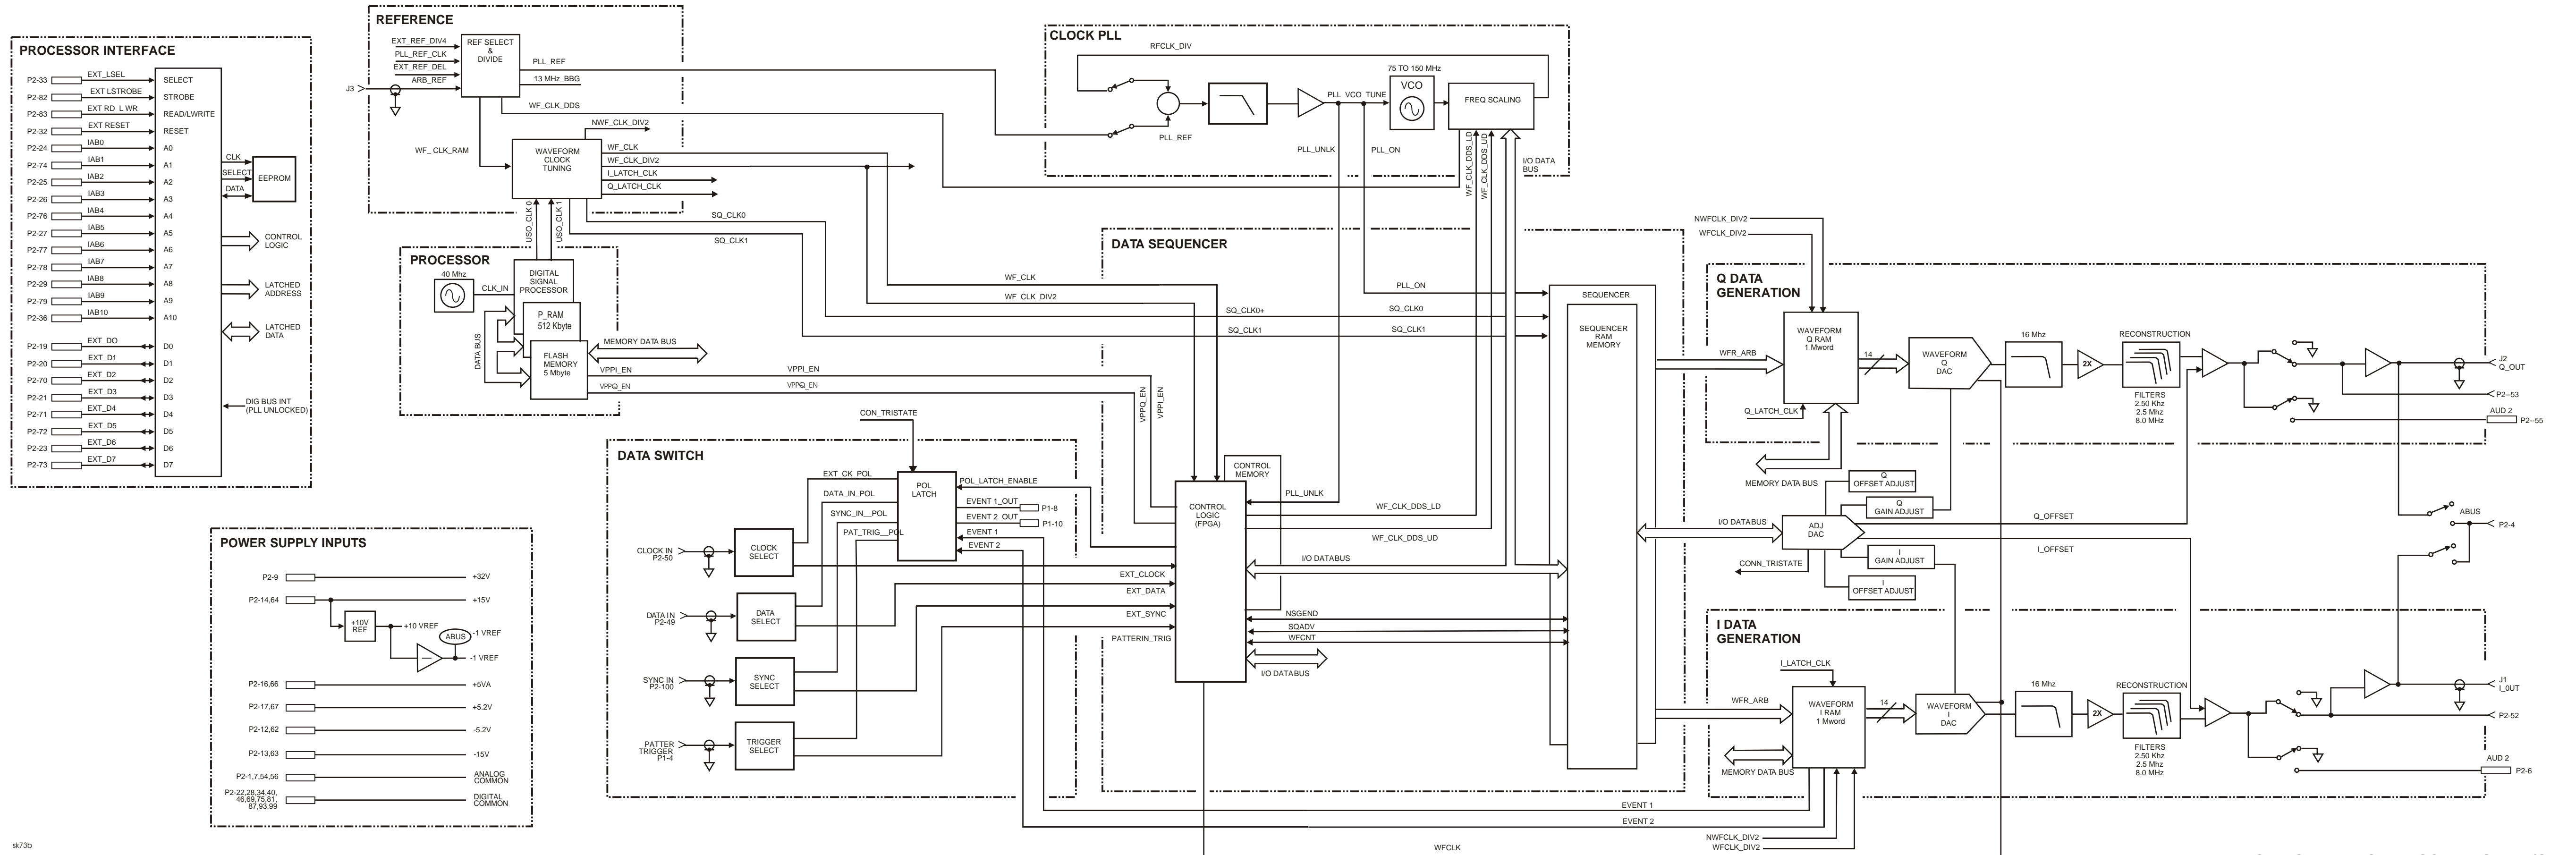 PROCESSOR INTERFACE
P2-33 EXT_LSEL SELECT
P2-82 EXT LSTROBE STROBE
P2-83 EXT RD L WR READ/LWRITE
P2-32 EXT RESET RESET
P2-24 IAB0 A0
P2-74 IAB1 A1
P2-25 IAB2 A2
P2-26 IAB3 A3
P2-76 IAB4 A4
P2-27 IAB5 A5
P2-77 IAB6 A6
P2-78 IAB7 A7
P2-29 IAB8 A8
P2-79 IAB9 A9
P2-36 IAB10 A10
P2-19 EXT_DO D0
P2-20 EXT_D1 D1
P2-70 EXT_D2 D2
P2-21 EXT_D3 D3
P2-71 EXT_D4 D4
P2-72 EXT_D5 D5
P2-23 EXT_D6 D6
P2-73 EXT_D7 D7
CLK
SELECT
DATA
EEPROM
CONTROL
LOGIC
LATCHED
ADDRESS
LATCHED
DATA
DIG BUS INT
(PLL UNLOCKED)
REFERENCE
EXT_REF_DIV4
PLL_REF_CLK
EXT_REF_DEL
ARB_REF
J3
REF SELECT
&
DIVIDE
PLL_REF
13 MHz_BBG
WF_CLK_DDS
NWF_CLK_DIV2
WF_ CLK_RAM
WAVEFORM
CLOCK
TUNING
WF_CLK
WF_CLK_DIV2
I_LATCH_CLK
Q_LATCH_CLK
USO_CLK 0
USO_CLK 1
SQ_CLK0
SQ_CLK1
PROCESSOR
40 Mhz
CLK_IN
DIGITAL
SIGNAL
PROCESSOR
P_RAM
512 Kbyte
FLASH
MEMORY
5 Mbyte
DATA BUS
MEMORY DATA BUS
VPPI_EN
VPPI_EN
VPPQ_EN
VPPQ_EN
CLOCK PLL
RFCLK_DIV
PLL_REF
75 TO 150 MHz
VCO
PLL_VCO_TUNE
FREQ SCALING
PLL_UNLK
PLL_ON
WF_CLK_DDS_LD
WF_CLK_DDS_UD
I/O DATA
BUS
DATA SEQUENCER
WF_CLK
WF_CLK_DIV2
PLL_ON
SQ_CLK0+
SQ_CLK0
SQ_CLK1
SQ_CLK1
VPPQ_EN
VPPI_EN
SEQUENCER
SEQUENCER
RAM
MEMORY
CONTROL
MEMORY
CONTROL
LOGIC
(FPGA)
PLL_UNLK
WF_CLK_DDS_LD
WF_CLK_DDS_UD
I/O DATABUS
NSGEND
SQADV
WFCNT
I/O DATABUS
DATA SWITCH
CON_TRISTATE
POL
LATCH
EXT_CK_POL
DATA_IN_POL
SYNC_IN__POL
PAT_TRIG__POL
POL_LATCH_ENABLE
EVENT 1_OUT P1-8
EVENT 2_OUT P1-10
EVENT 1
EVENT 2
CLOCK IN
P2-50
CLOCK
SELECT
EXT_CLOCK
DATA IN
P2-49
DATA
SELECT
EXT_DATA
EXT_SYNC
PATTERIN_TRIG
SYNC IN
P2-100
SYNC
SELECT
PATTER
TRIGGER
P1-4
TRIGGER
SELECT
POWER SUPPLY INPUTS
P2-9 +32V
P2-14,64 +15V
+10V
REF
+10 VREF
ABUS
-1 VREF
-1 VREF
P2-16,66 +5VA
P2-17,67 +5.2V
P2-12,62 -5.2V
P2-13,63 -15V
P2-1,7,54,56 ANALOG
COMMON
P2-22,28,34,40,
46,69,75,81,
87,93,99
DIGITAL
COMMON
NWFCLK_DIV2
WFCLK_DIV2
Q DATA
GENERATION
WFR_ARB
WAVEFORM
Q RAM
1 Mword
14
WAVEFORM
Q
DAC
16 Mhz
2X
RECONSTRUCTION
FILTERS
2.50 Khz
2.5 Mhz
8.0 MHz
J2
Q_OUT
P2--53
AUD 2
P2--55
Q_LATCH_CLK
MEMORY DATA BUS
Q
OFFSET ADJUST
Q
GAIN ADJUST
I/O DATABUS
ADJ
DAC
Q_OFFSET
I_OFFSET
CONN_TRISTATE
I
GAIN ADJUST
I
OFFSET ADJUST
ABUS
P2-4
I DATA
GENERATION
I_LATCH_CLK
WFR_ARB
WAVEFORM
I RAM
1 Mword
14
WAVEFORM
I
DAC
16 Mhz
2X
RECONSTRUCTION
FILTERS
2.50 Khz
2.5 Mhz
8.0 MHz
J1
I_0UT
P2-52
AUD 2
P2-6
MEMORY DATA BUS
EVENT 1
EVENT 2
NWFCLK_DIV2
WFCLK_DIV2
WFCLK
sk73b